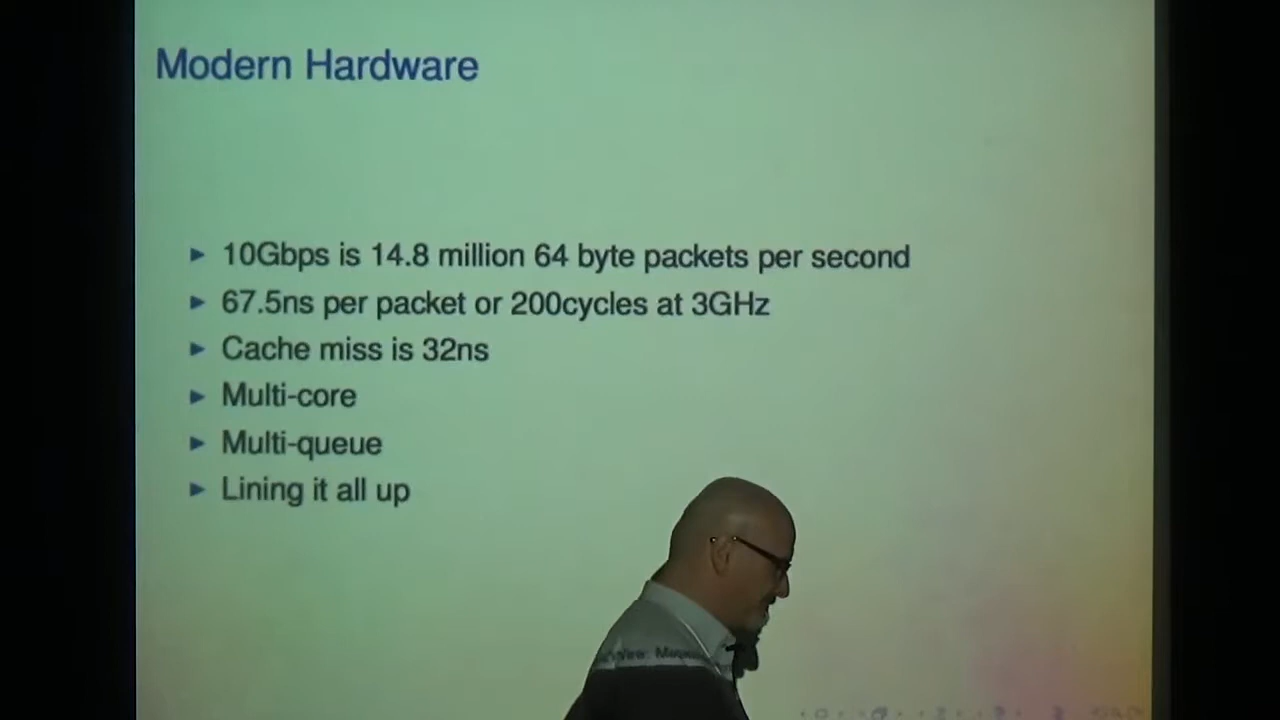 Modern Hardware
10Gbps is 14.8 million 64 byte packets per second
67.5ns per packet or 200cycles at 3GHz
Cache miss is 32ns
Multi-core
Multi-queue
Lining it all up